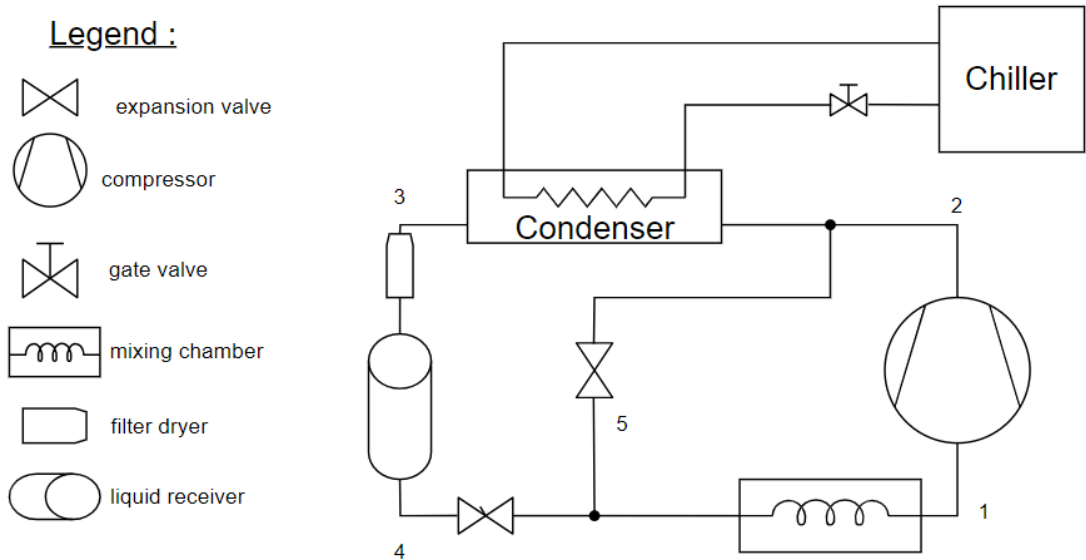 Legend :
expansion valve
compressor
gate valve
mixing chamber
filter dryer
liquid receiver
Chiller
Condenser
3
2
5
1
4